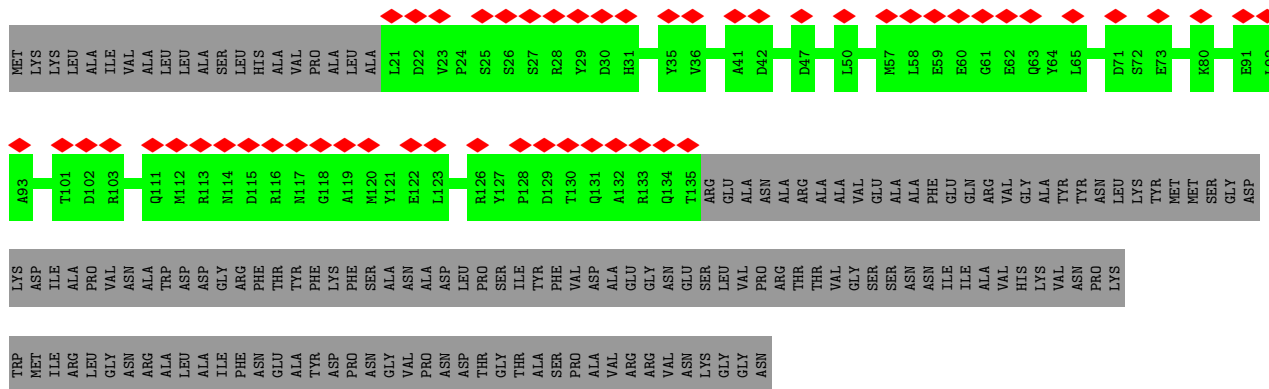 MET LYS LYS LEU ALA ILE VAL ALA LEU LEU ALA SER LEU HIS ALA VAL PRO ALA LEU ALA L21 D22 V23 P24 S25 S26 S27 R28 Y29 D30 H31 Y35 V36 A41 D42 D47 L50 M57 L58 E59 E60 G61 E62 Q63 Y64 L65 D71 S72 E73 K80 E91
A93 T101 D102 R103 Q111 M112 R113 N114 D115 R116 N117 G118 A119 M120 Y121 E122 L123 R126 Y127 P128 D129 T130 Q131 A132 R133 Q134 T135 ARG GLU ALA ASN ALA ARG ALA ALA VAL GLU ALA ALA PHE GLU GLN ARG VAL GLY ALA TYR TYR ASN LEU LYS TYR MET MET SER GLY ASP
LYS ASP ILE ALA PRO VAL ASN ALA TRP ASP ASP GLY ARG PHE THR TYR PHE LYS PHE SER ALA ASN ALA ASP LEU PRO SER ILE TYR PHE VAL ASP ALA GLU GLY ASN GLU SER LEU VAL PRO ARG THR THR VAL GLY SER SER ASN ASN ILE ILE ALA VAL HIS LYS VAL ASN PRO LYS
TRP MET ILE ARG LEU GLY ASN ARG ALA LEU ALA ILE PHE ASN GLU ALA TYR ASP PRO ASN GLY VAL PRO ASN ASP THR GLY THR ALA SER PRO ALA VAL ARG ARG VAL ASN LYS GLY GLY ASN